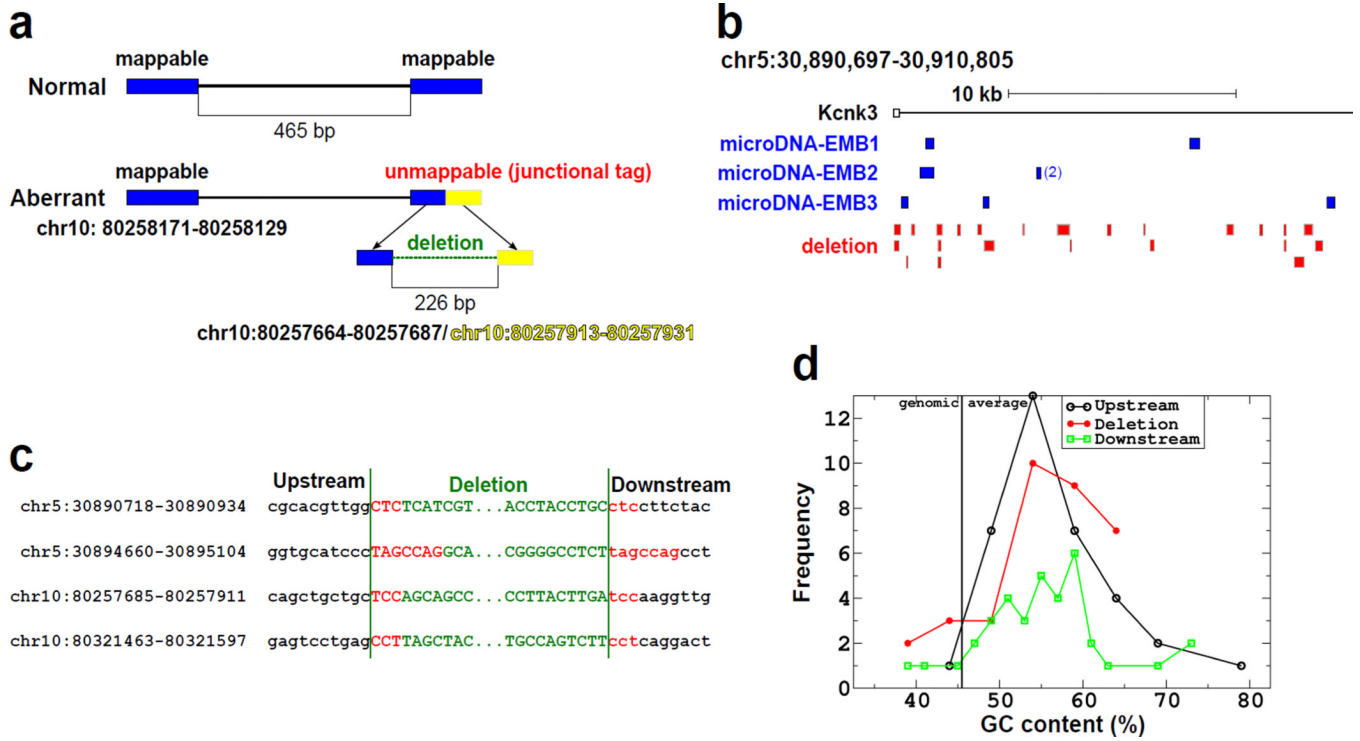 a
mappable
mappable
Normal
465 bp
mappable
unmappable (junctional tag)
Aberrant
chr10: 80258171-80258129
deletion
226 bp
chr10:80257664-80257687/chr10:80257913-80257931
b
chr5:30,890,697-30,910,805
10 kb
Kcnk3
microDNA-EMB1
microDNA-EMB2
(2)
microDNA-EMB3
deletion
c
Upstream Deletion Downstream
chr5:30890718-30890934 cgcacgttggCTCTCATCGT...ACCTACCTGCctccttctac
chr5:30894660-30895104 ggtgcatcccTAGCCAGGCA...CGGGGCCTCTtagccagcct
chr10:80257685-80257911 cagctgctgcTCCAGCAGCC...CCTTACTTGAtccaaggttg
chr10:80321463-80321597 gagtcctgagCCTTAGCTAC...TGCCAGTCTTcctcaggact
d
genomic average
Upstream
Deletion
Downstream
12
10
8
6
4
2
0
Frequency
40 50 60 70 80
GC content (%)